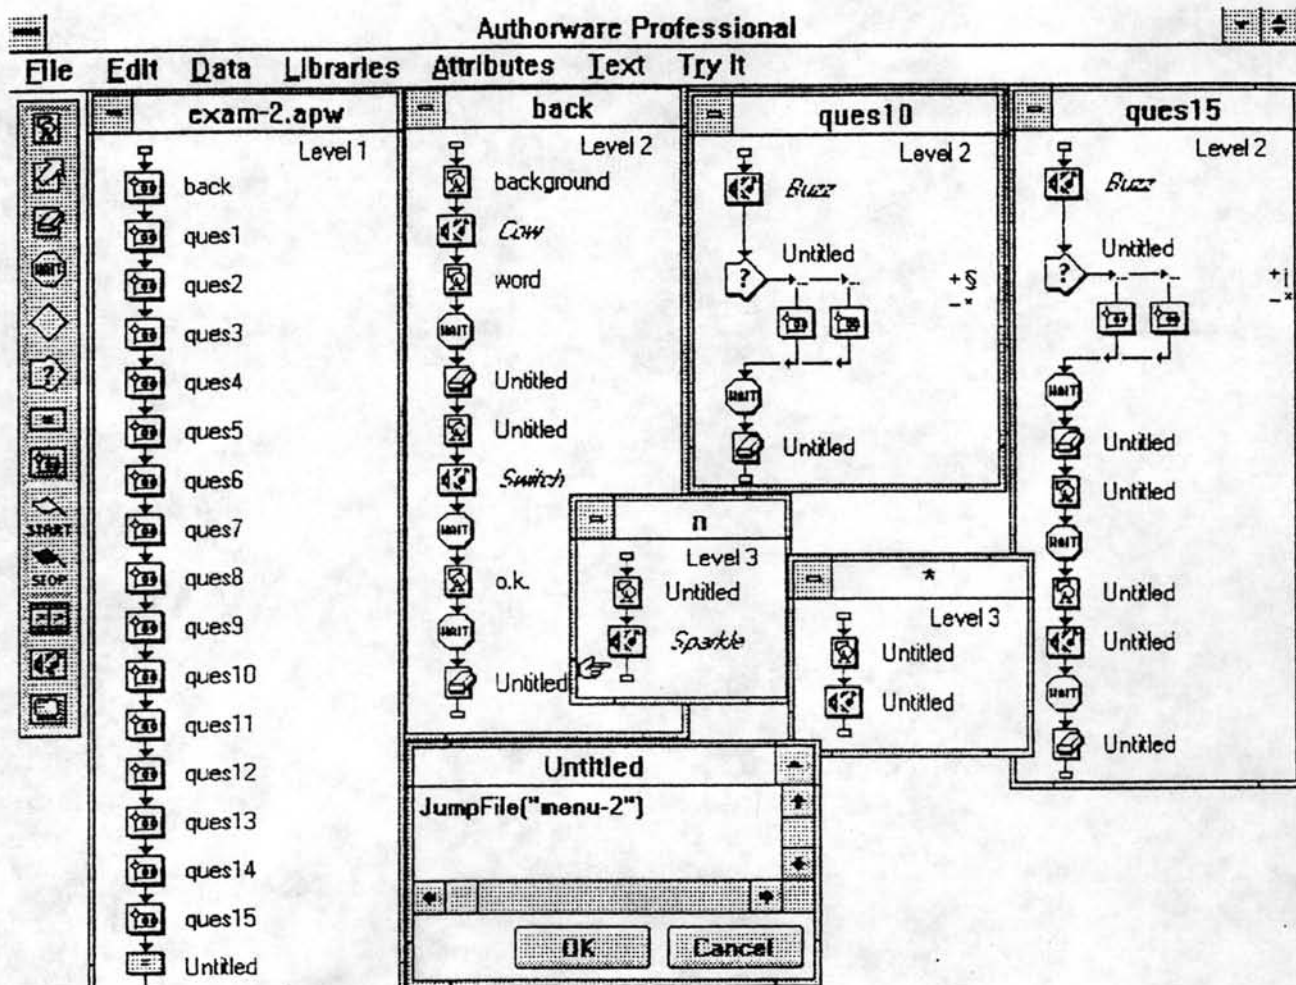 Authorware Professional
File Edit Data Libraries Attributes Text Try It
exam-2.apw
Level 1
back
ques1
ques2
ques3
ques4
ques5
ques6
ques7
ques8
ques9
ques10
ques11
ques12
ques13
ques14
ques15
Untitled
WAIT
START
STOP
back
Level 2
background
Cow
word
WAIT
Untitled
Untitled
Switch
WAIT
o.k.
WAIT
Untitled
ques10
Level 2
Buzz
Untitled
?
+§
–×
WAIT
Untitled
n
Level 3
Untitled
Sparkle
*
Level 3
Untitled
Untitled
ques15
Level 2
Buzz
Untitled
?
WAIT
Untitled
Untitled
WAIT
Untitled
Untitled
WAIT
Untitled
Untitled
JumpFile("menu-2")
OK Cancel